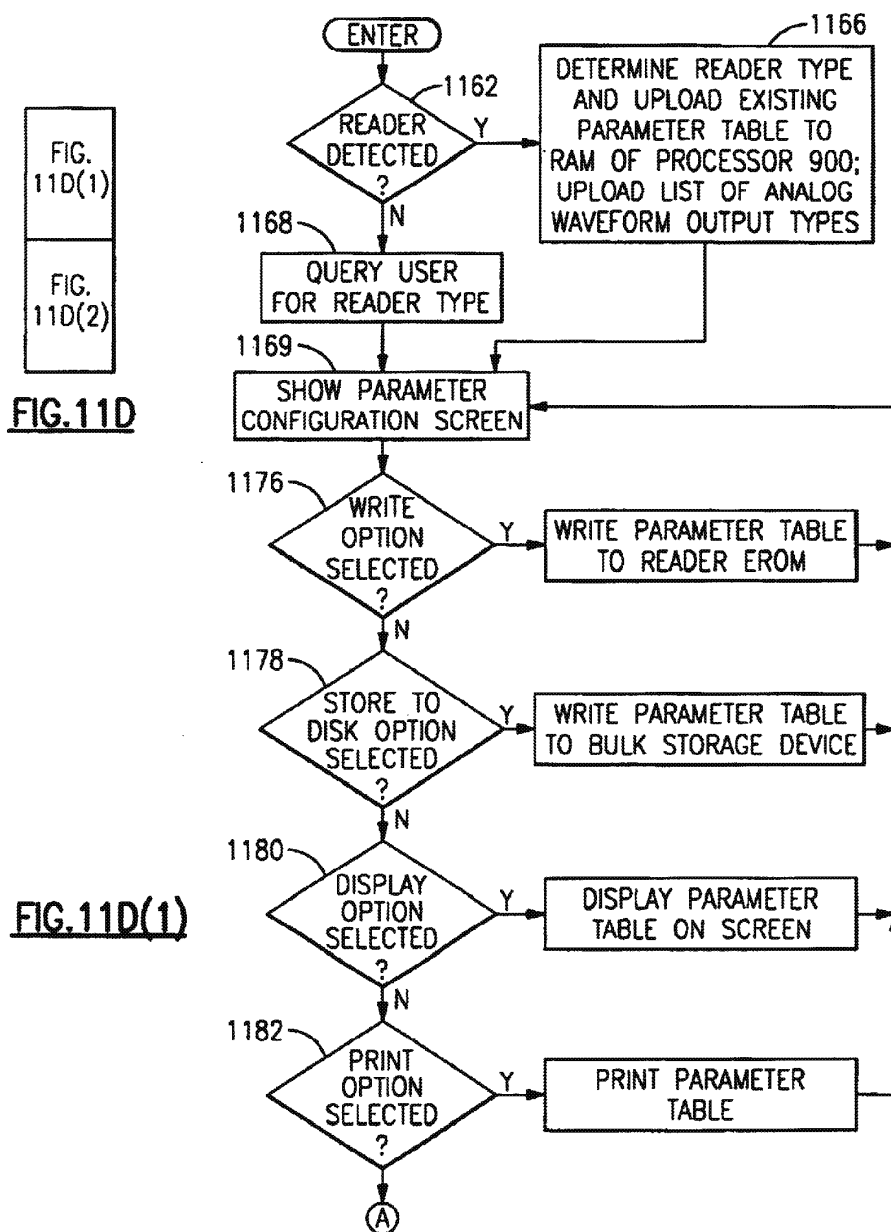 ENTER
1162
READER
DETECTED
?
Y
N
1166
DETERMINE READER TYPE
AND UPLOAD EXISTING
PARAMETER TABLE TO
RAM OF PROCESSOR 900;
UPLOAD LIST OF ANALOG
WAVEFORM OUTPUT TYPES
FIG.
11D(1)
FIG.
11D(2)
FIG.11D
1168
QUERY USER
FOR READER TYPE
1169
SHOW PARAMETER
CONFIGURATION SCREEN
1176
WRITE
OPTION
SELECTED
?
Y
N
WRITE PARAMETER TABLE
TO READER EROM
1178
STORE TO
DISK OPTION
SELECTED
?
Y
N
WRITE PARAMETER TABLE
TO BULK STORAGE DEVICE
1180
DISPLAY
OPTION
SELECTED
?
Y
N
DISPLAY PARAMETER
TABLE ON SCREEN
FIG.11D(1)
1182
PRINT
OPTION
SELECTED
?
Y
PRINT PARAMETER
TABLE
A